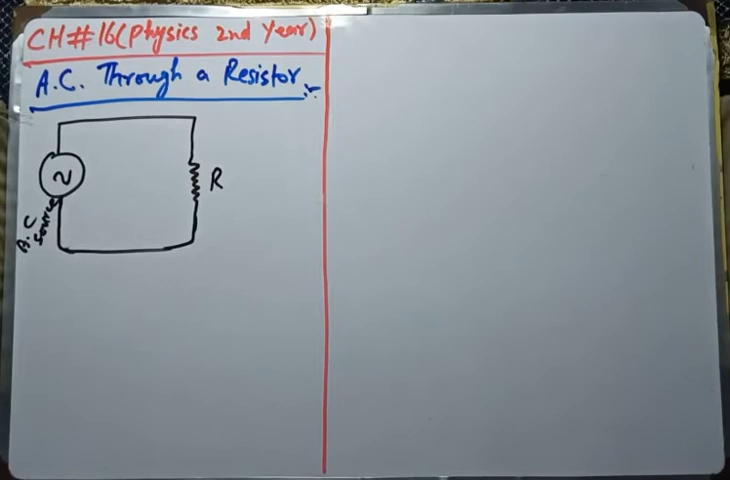 CH#16(Physics 2nd Year)
A.C. Through a Resistor:-
R
A.C
Source